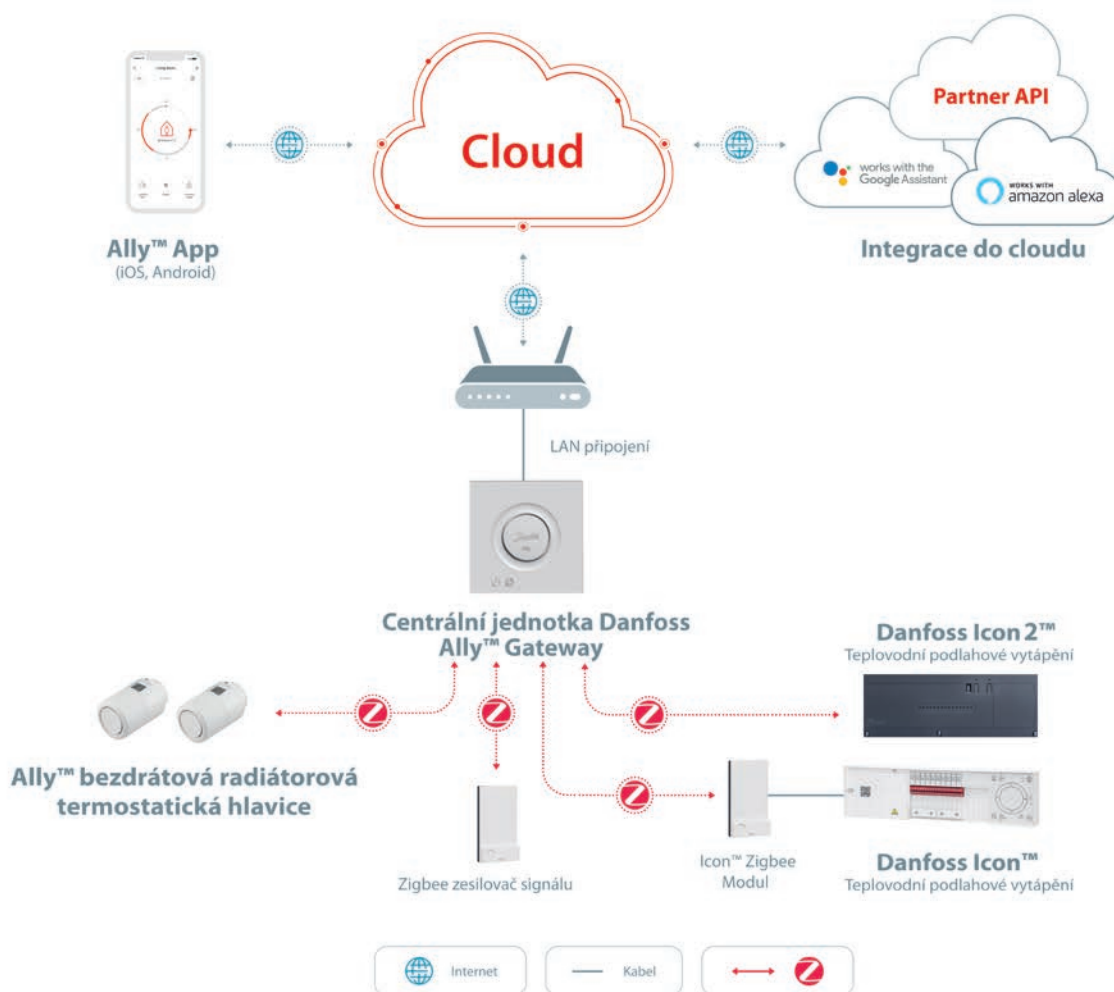 Cloud
Partner API
works with the
Google Assistant
WORKS WITH
amazon alexa
Ally™ App
(iOS, Android)
Integrace do cloudu
LAN připojení
Centrální jednotka Danfoss
Ally™ Gateway
Danfoss Icon 2™
Teplovodní podlahové vytápění
Ally™ bezdrátová radiátorová
termostatická hlavice
Zigbee zesilovač signálu
Icon™ Zigbee
Modul
Danfoss Icon™
Teplovodní podlahové vytápění
Internet
Kabel